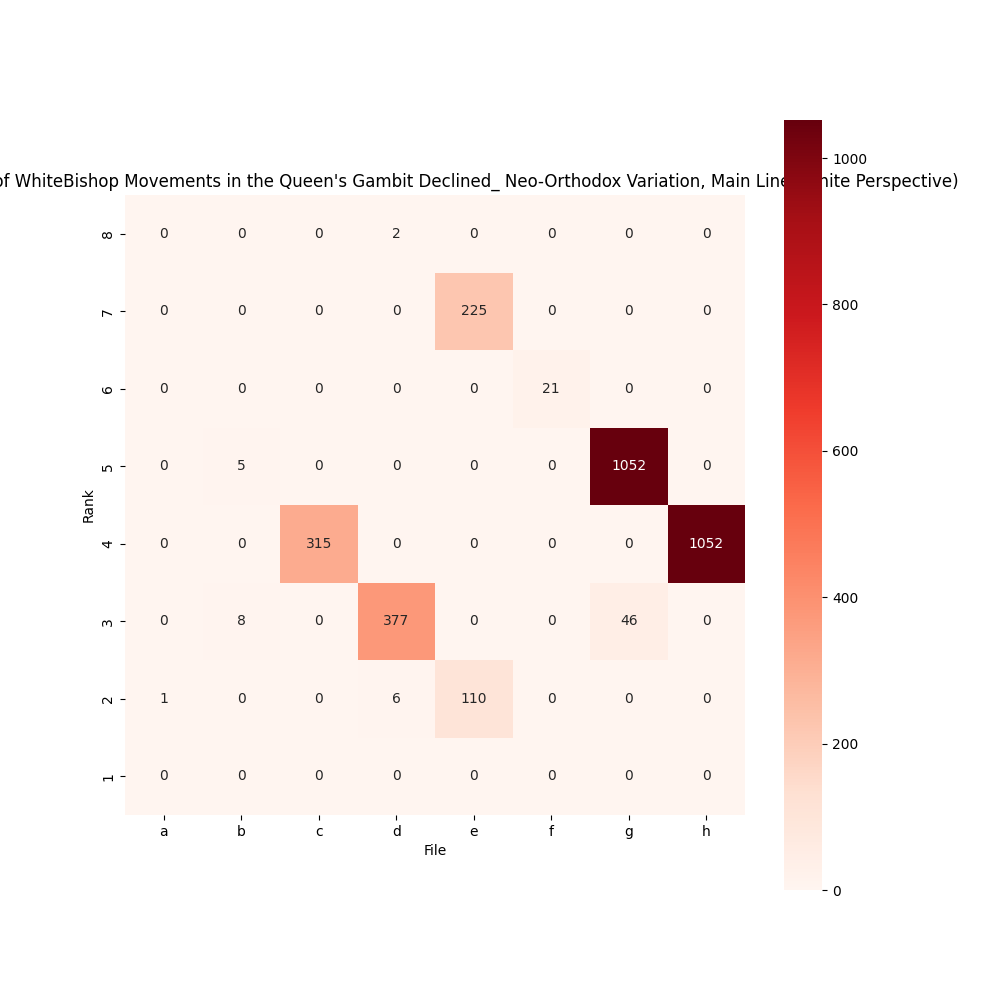 of WhiteBishop Movements in the Queen's Gambit Declined_ Neo-Orthodox Variation, Main Line (White Perspective)
8 0 0 0 2 0 0 0 0
7 0 0 0 0 225 0 0 0
6 0 0 0 0 0 21 0 0
5 0 5 0 0 0 0 1052 0
4 0 0 315 0 0 0 0 1052
3 0 8 0 377 0 0 46 0
2 1 0 0 6 110 0 0 0
1 0 0 0 0 0 0 0 0
a b c d e f g h
Rank
File
1000
800
600
400
200
0